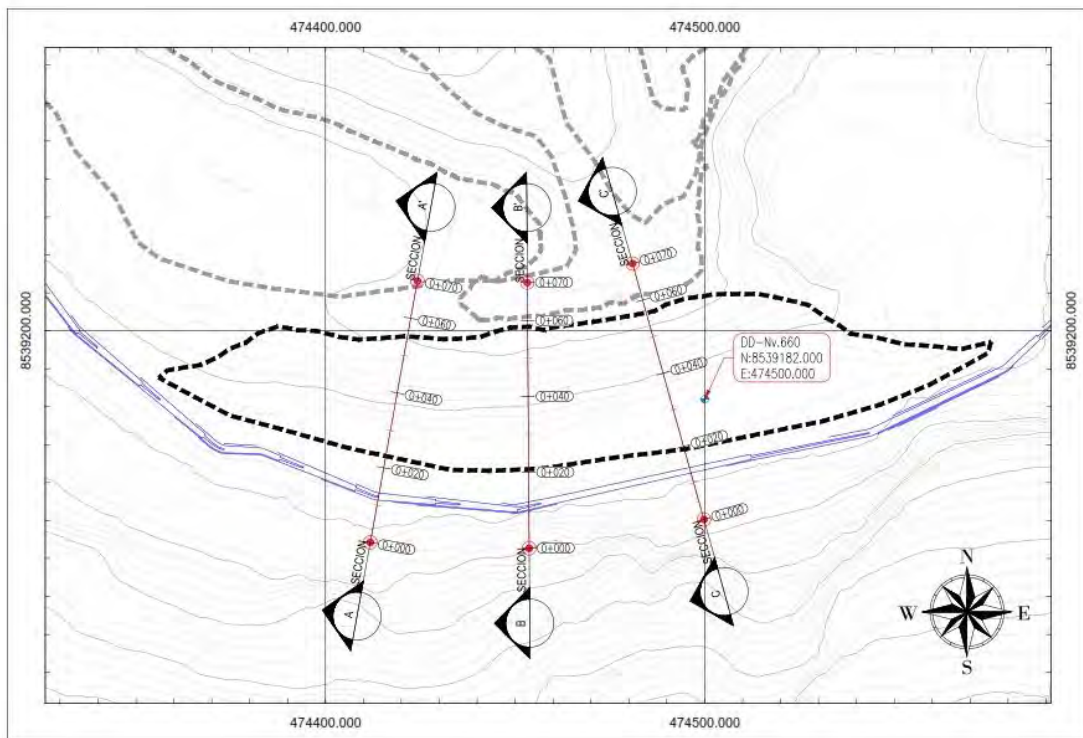 474400.000
474500.000
A'
B'
C
SECCION
SECCION
SECCION
0+070
0+070
0+070
0+060
0+060
0+060
8539200.000
8539200.000
DD-Nv.660
N:8539182.000
E:474500.000
0+040
0+040
0+040
0+020
0+020
0+020
0+000
0+000
0+000
SECCION
SECCION
SECCION
A
B
C
N
W
E
S
474400.000
474500.000